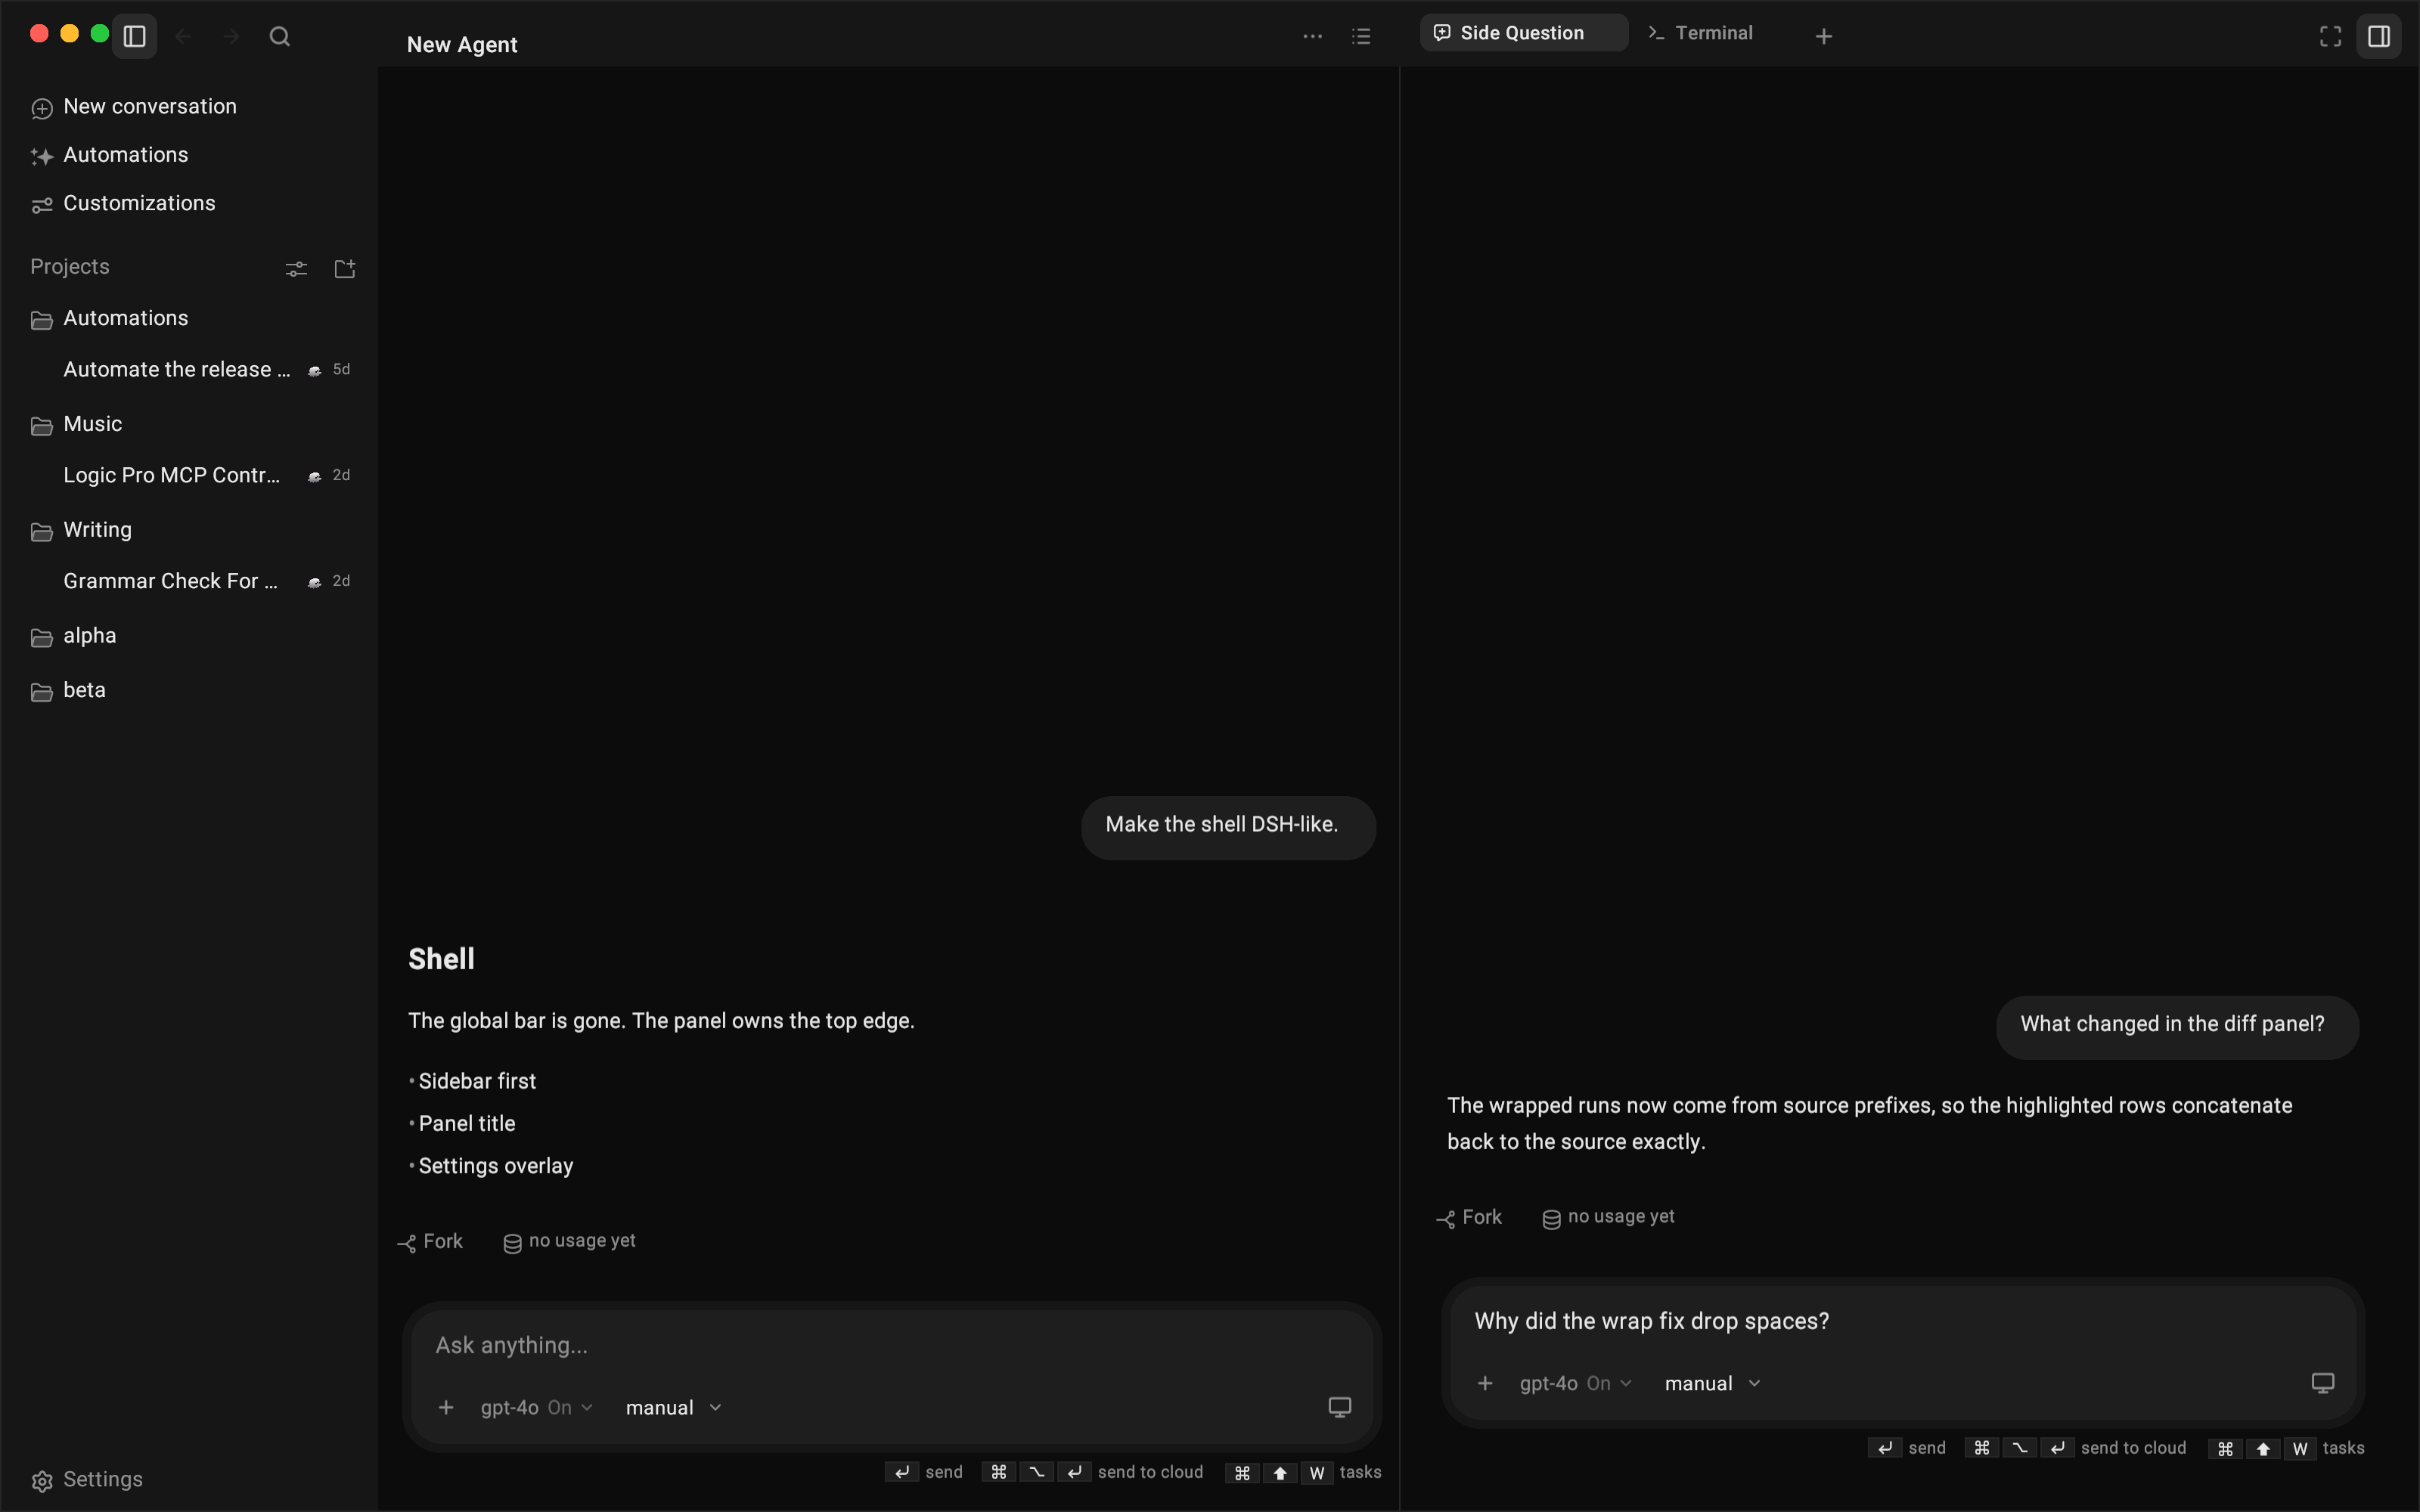 New Agent
Side Question
Terminal
New conversation
Automations
Customizations
Projects
Automations
Automate the release ... 5d
Music
Logic Pro MCP Contr... 2d
Writing
Grammar Check For ... 2d
alpha
beta
Settings
Make the shell DSH-like.
Shell
The global bar is gone. The panel owns the top edge.
• Sidebar first
• Panel title
• Settings overlay
Fork no usage yet
Ask anything...
gpt-4o On manual
send ⌘ ⌥ send to cloud ⌘ W tasks
What changed in the diff panel?
The wrapped runs now come from source prefixes, so the highlighted rows concatenate
back to the source exactly.
Fork no usage yet
Why did the wrap fix drop spaces?
gpt-4o On manual
send ⌘ ⌥ send to cloud ⌘ W tasks